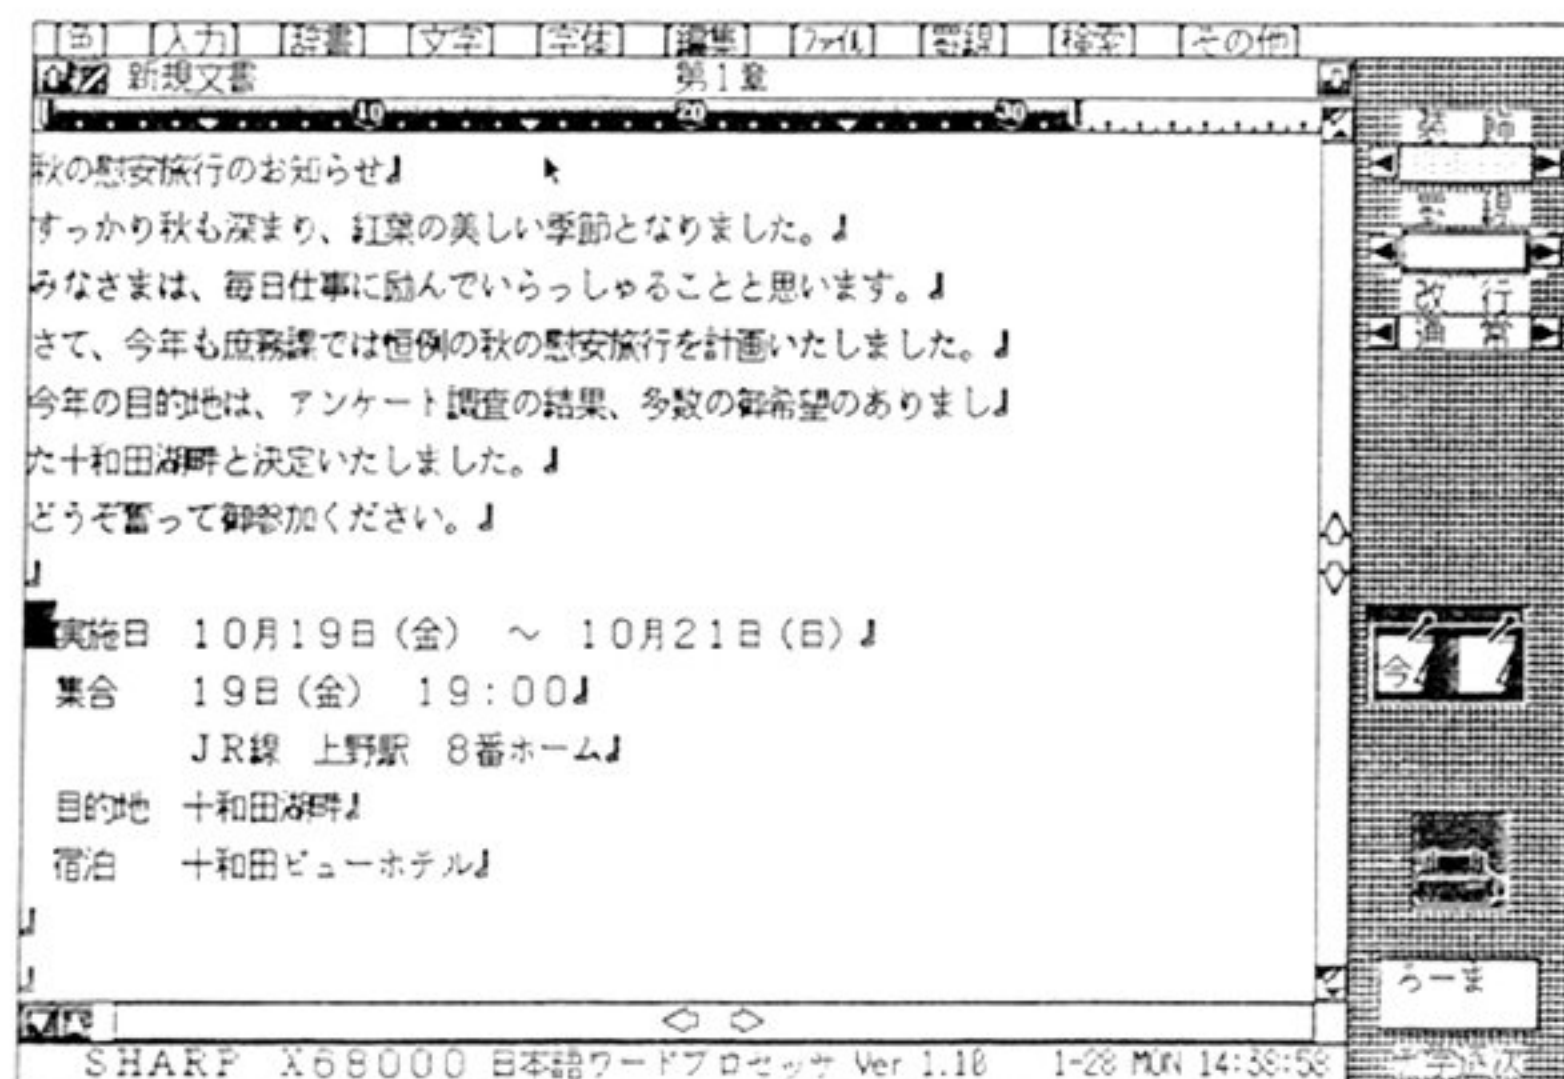 [色] [入力] [辞書] [文字] [字体] [編集] [ファイル] [罫線] [検索] [その他]
新規文書 第1章
10 20 30
秋の慰安旅行のお知らせ
すっかり秋も深まり、紅葉の美しい季節となりました。
みなさまは、毎日仕事に励んでいらっしゃることと思います。
さて、今年も庶務課では恒例の秋の慰安旅行を計画いたしました。
今年の目的地は、アンケート調査の結果、多数の御希望のありまし
た十和田湖畔と決定いたしました。
どうぞ奮って御参加ください。
実施日 10月19日(金) ~ 10月21日(日)
集合 19日(金) 19:00
JR線 上野駅 8番ホーム
目的地 十和田湖畔
宿泊 十和田ビューホテル
装飾
罫線
改行
通常
今
ろーま
SHARP X68000 日本語ワードプロセッサ Ver 1.10 1-28 MON 14:38:58